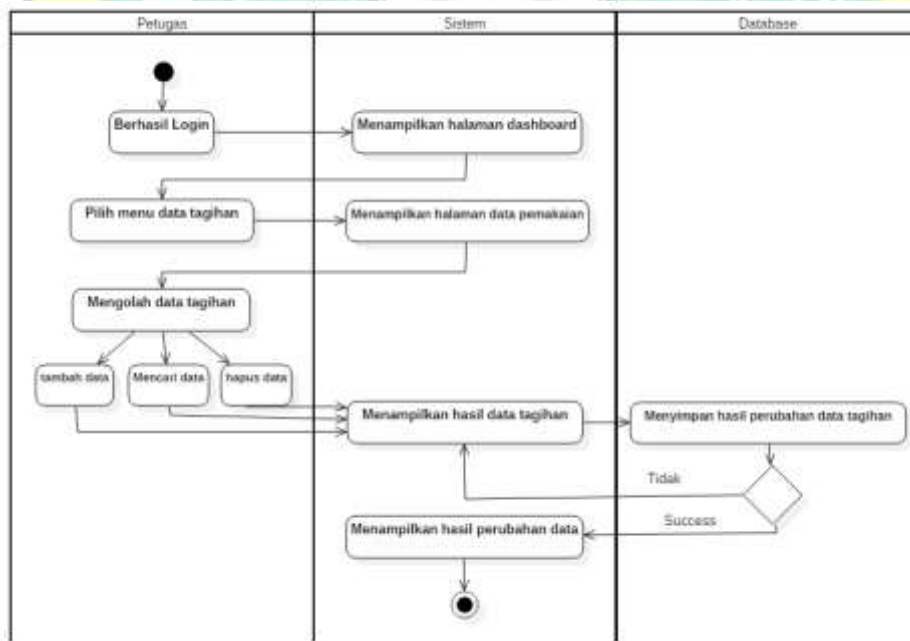 Petugas
Sistem
Database
Berhasil Login
Menampilkan halaman dashboard
Pilih menu data tagihan
Menampilkan halaman data pemakaian
Mengolah data tagihan
tambah data
Mencari data
hapus data
Menampilkan hasil data tagihan
Menyimpan hasil perubahan data tagihan
Tidak
Success
Menampilkan hasil perubahan data